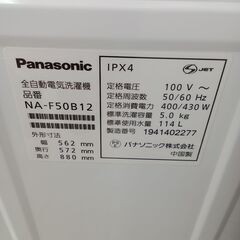 Panasonic
全自動電気洗濯機
品番
NA-F50B12
外形寸法
幅 562 mm
奥行 572 mm
高さ 880 mm
IPX4
JET
定格電圧 100 V ～
定格周波数 50/60 Hz
定格消費電力 400/430 W
標準洗濯容量 5.0 kg
標準使用水量 114 L
製造番号 1941402277
パナソニック株式会社
中国製